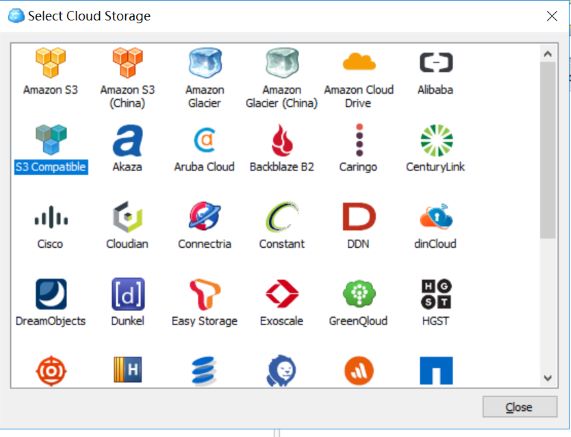 Select Cloud Storage
Amazon S3
Amazon S3
(China)
Amazon
Glacier
Amazon
Glacier (China)
Amazon Cloud
Drive
Alibaba
S3 Compatible
Akaza
Aruba Cloud
Backblaze B2
Caringo
CenturyLink
Cisco
Cloudian
Connectria
Constant
DDN
dinCloud
DreamObjects
[d]
Dunkel
Easy Storage
Exoscale
GreenQloud
H G
S T
HGST
H
Close